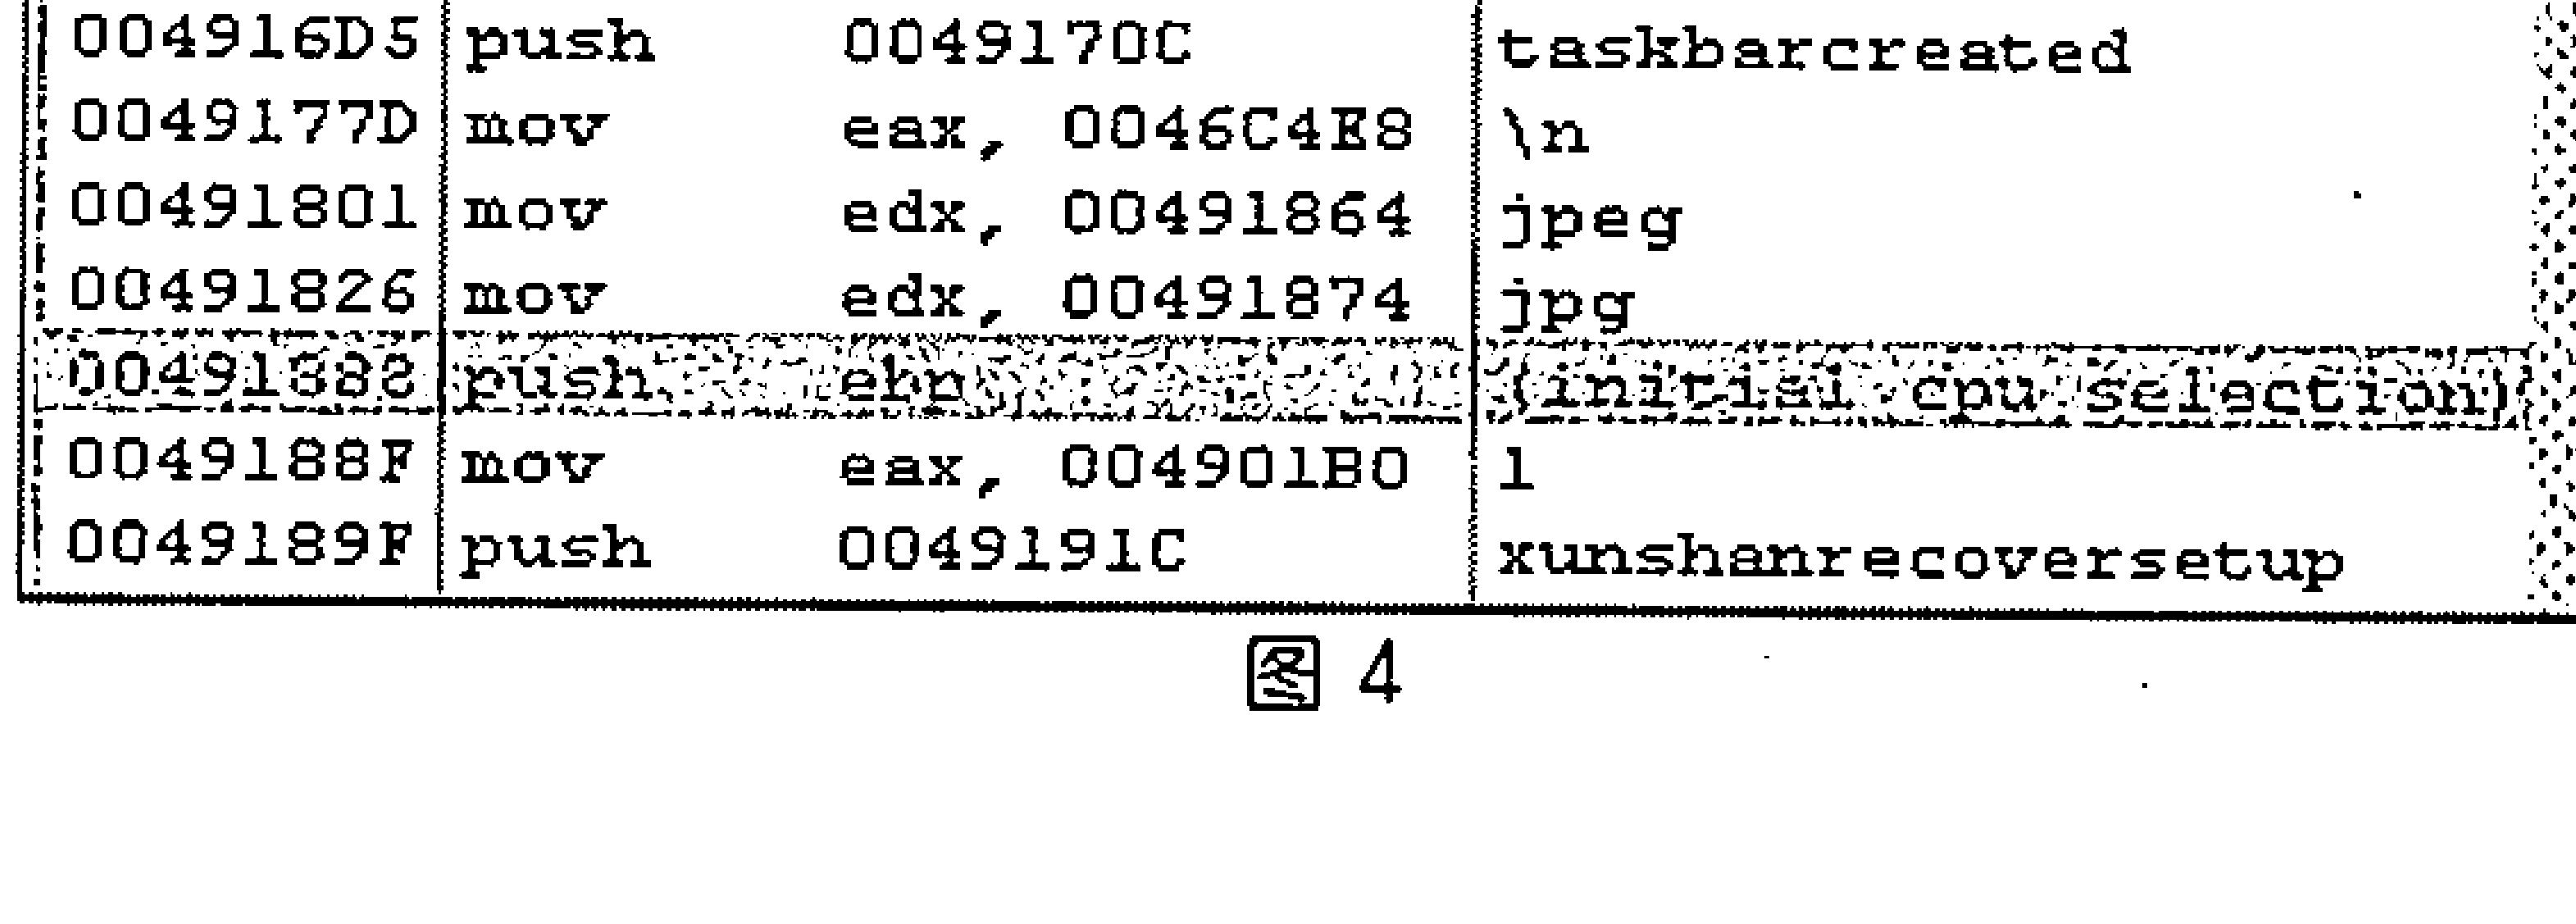 004916D5 push 0049170C taskbarcreated
0049177D mov eax, 0046C4E8 \n
00491801 mov edx, 00491864 jpeg
00491826 mov edx, 00491874 jpg
push (initial cpu selection)
0049188F mov eax, 004901B0 l
0049189F push 0049191C xunshanrecoversetup
图 4